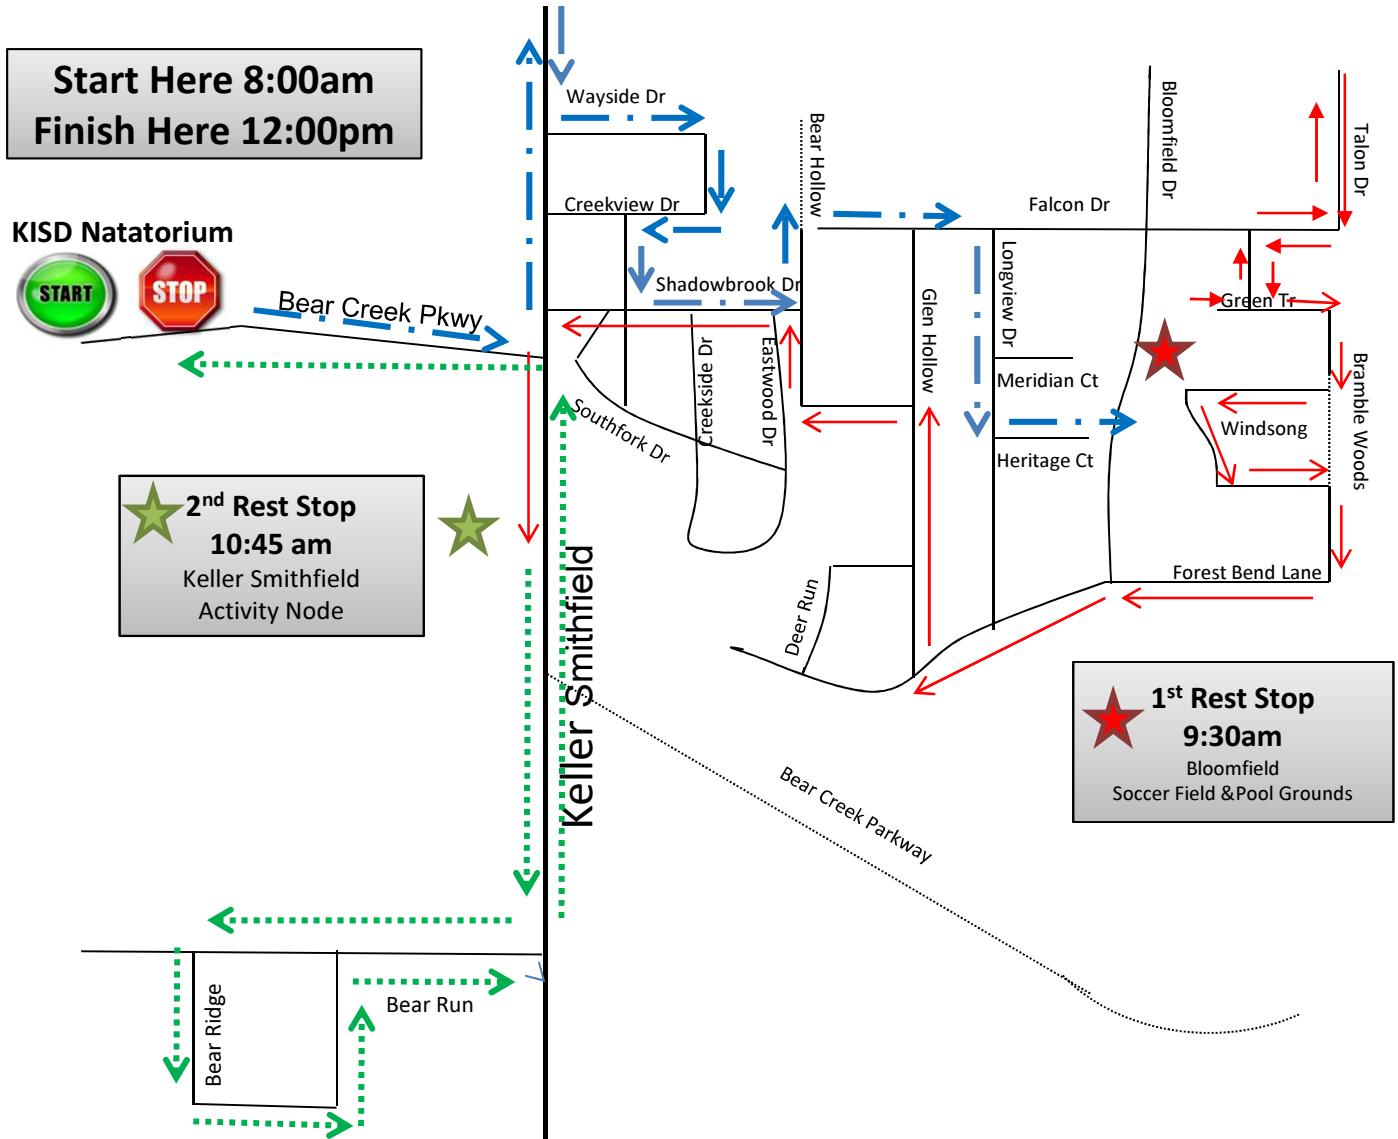 Start Here 8:00am
Finish Here 12:00pm
KISD Natatorium
START
STOP
Bear Creek Pkwy
Wayside Dr
Creekview Dr
Shadowbrook Dr
Bear Hollow
Falcon Dr
Bloomfield Dr
Talon Dr
Longview Dr
Glen Hollow
Green Tr
Meridian Ct
Heritage Ct
Windsong
Bramble Woods
Creekside Dr
Eastwood Dr
Southfork Dr
2nd Rest Stop
10:45 am
Keller Smithfield
Activity Node
Keller Smithfield
Deer Run
Forest Bend Lane
1st Rest Stop
9:30am
Bloomfield
Soccer Field &Pool Grounds
Bear Creek Parkway
Bear Ridge
Bear Run